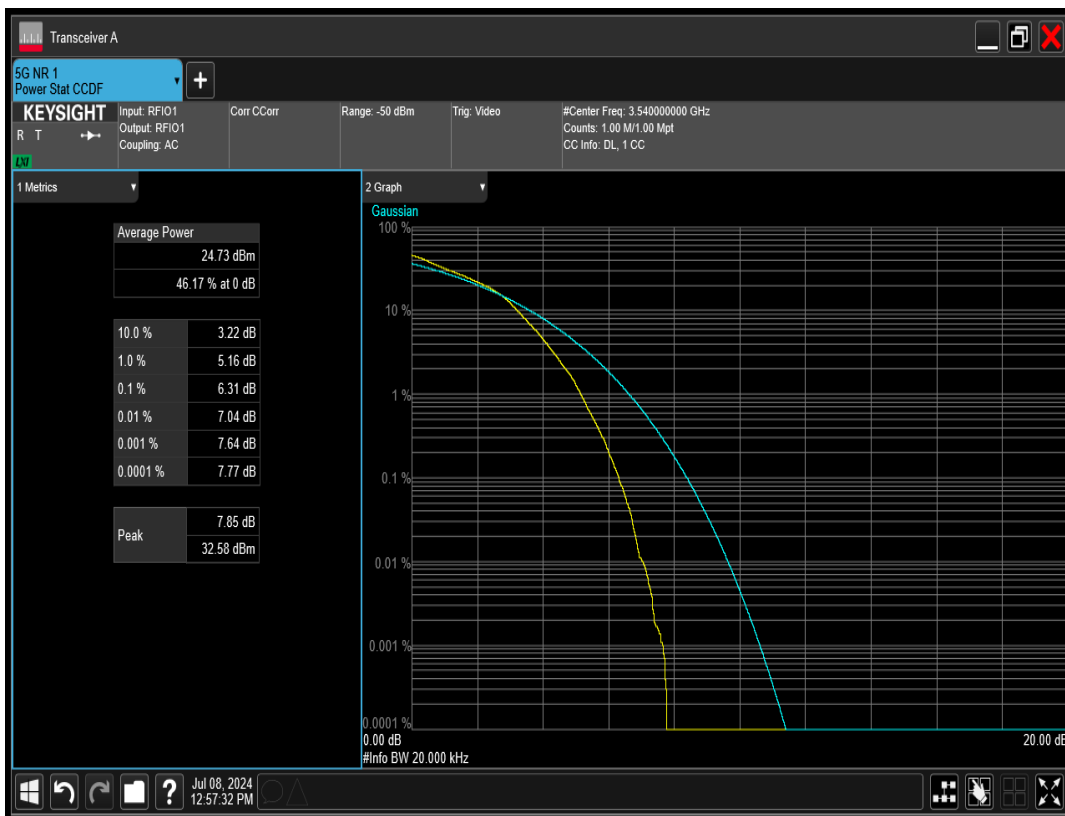 Transceiver A
5G NR 1
Power Stat CCDF
+
KEYSIGHT
R T
LXI
Input: RFIO1
Output: RFIO1
Coupling: AC
Corr CCorr
Range: -50 dBm
Trig: Video
#Center Freq: 3.540000000 GHz
Counts: 1.00 M/1.00 Mpt
CC Info: DL, 1 CC
1 Metrics
Average Power
24.73 dBm
46.17 % at 0 dB
10.0 % 3.22 dB
1.0 % 5.16 dB
0.1 % 6.31 dB
0.01 % 7.04 dB
0.001 % 7.64 dB
0.0001 % 7.77 dB
Peak
7.85 dB
32.58 dBm
2 Graph
Gaussian
100 %
10 %
1 %
0.1 %
0.01 %
0.001 %
0.0001 %
0.00 dB 20.00 dB
#Info BW 20.000 kHz
?
Jul 08, 2024
12:57:32 PM